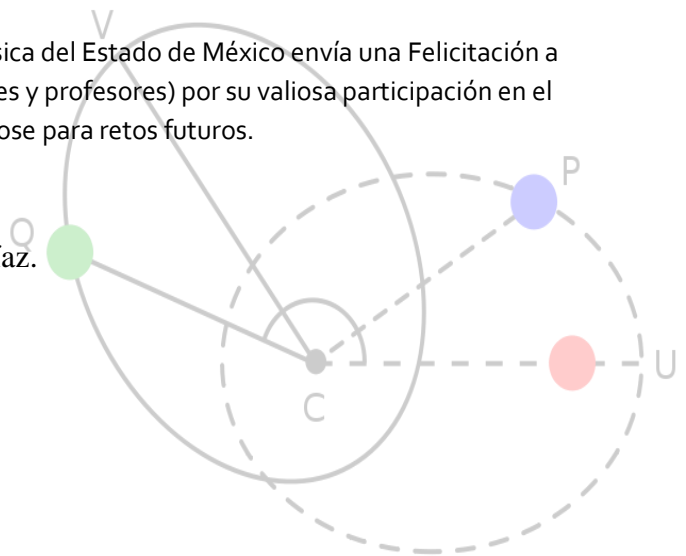 V
sica del Estado de México envía una Felicitación a
es y profesores) por su valiosa participación en el
ose para retos futuros.
P
Q
az.
U
C